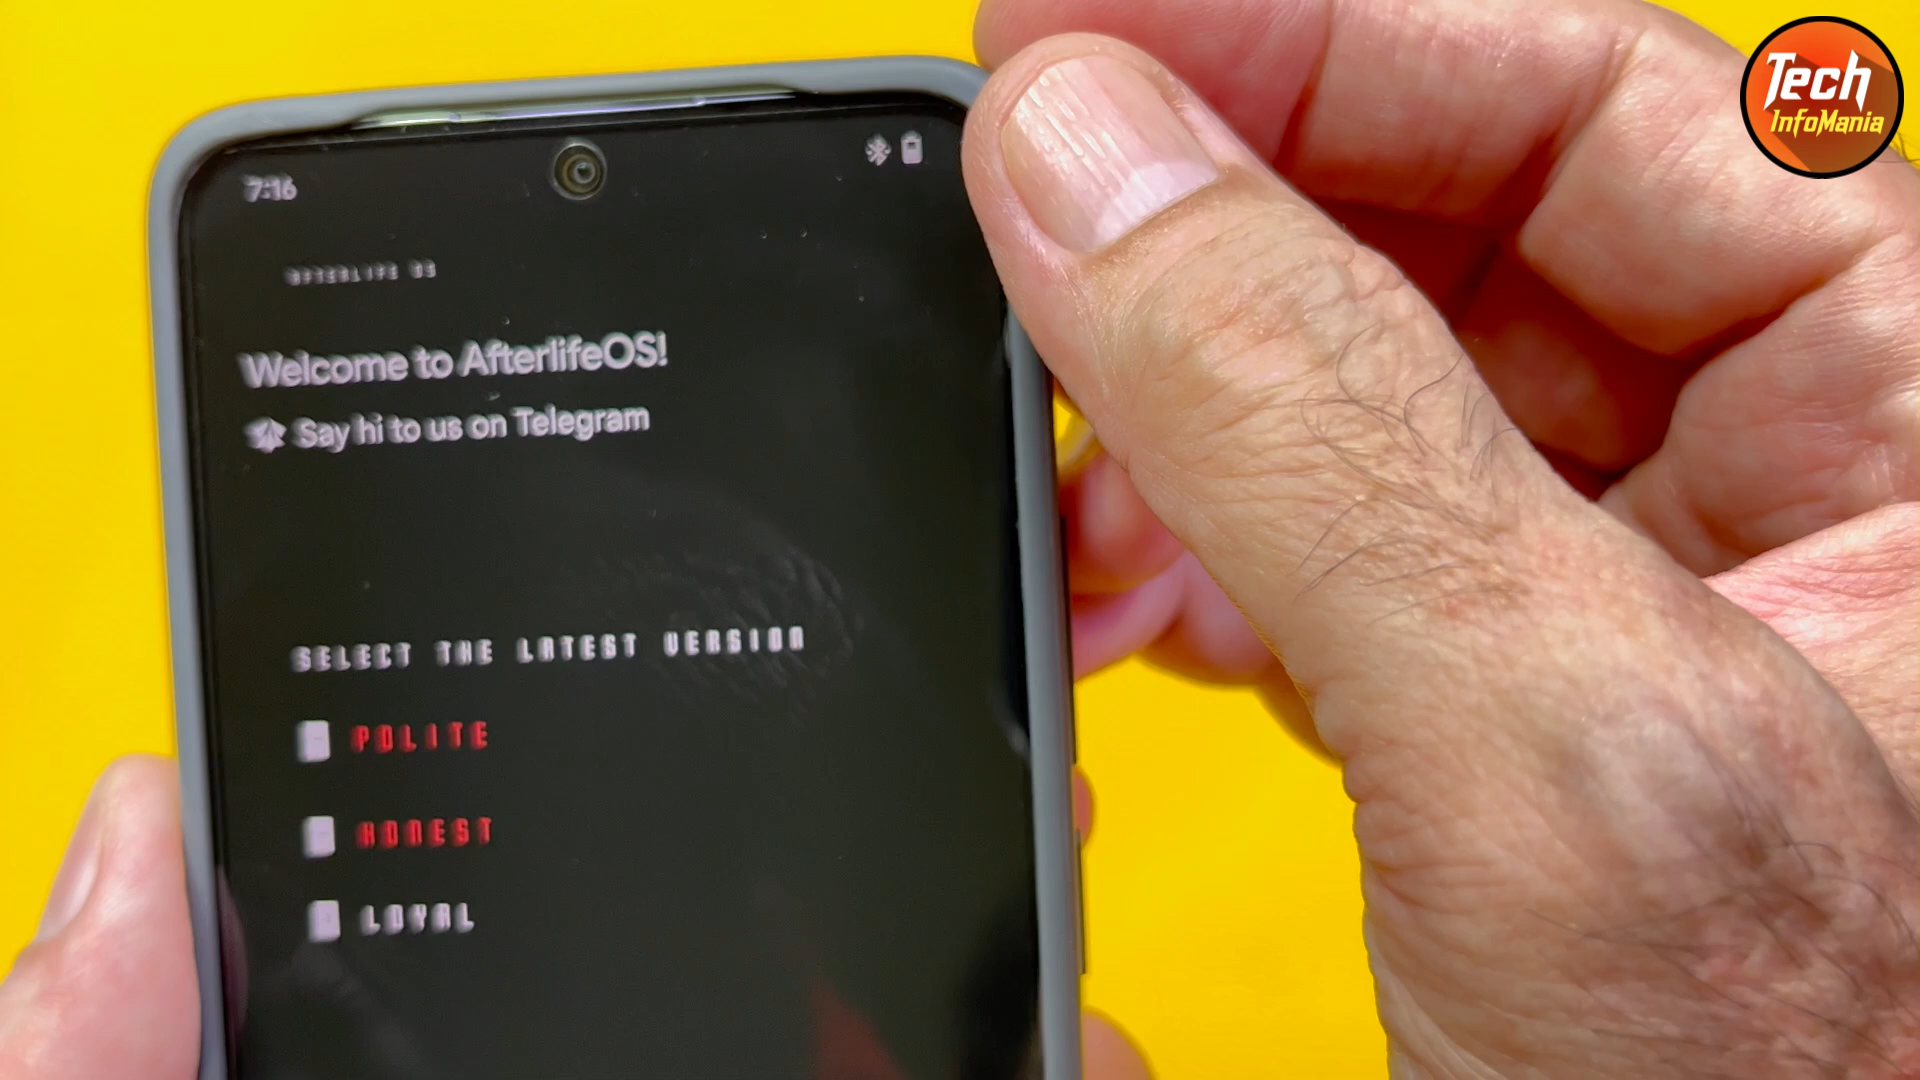 Tech
InfoMania
7:16
AFTERLIFE OS
Welcome to AfterlifeOS!
Say hi to us on Telegram
SELECT THE LATEST VERSION
POLITE
HONEST
LOYAL